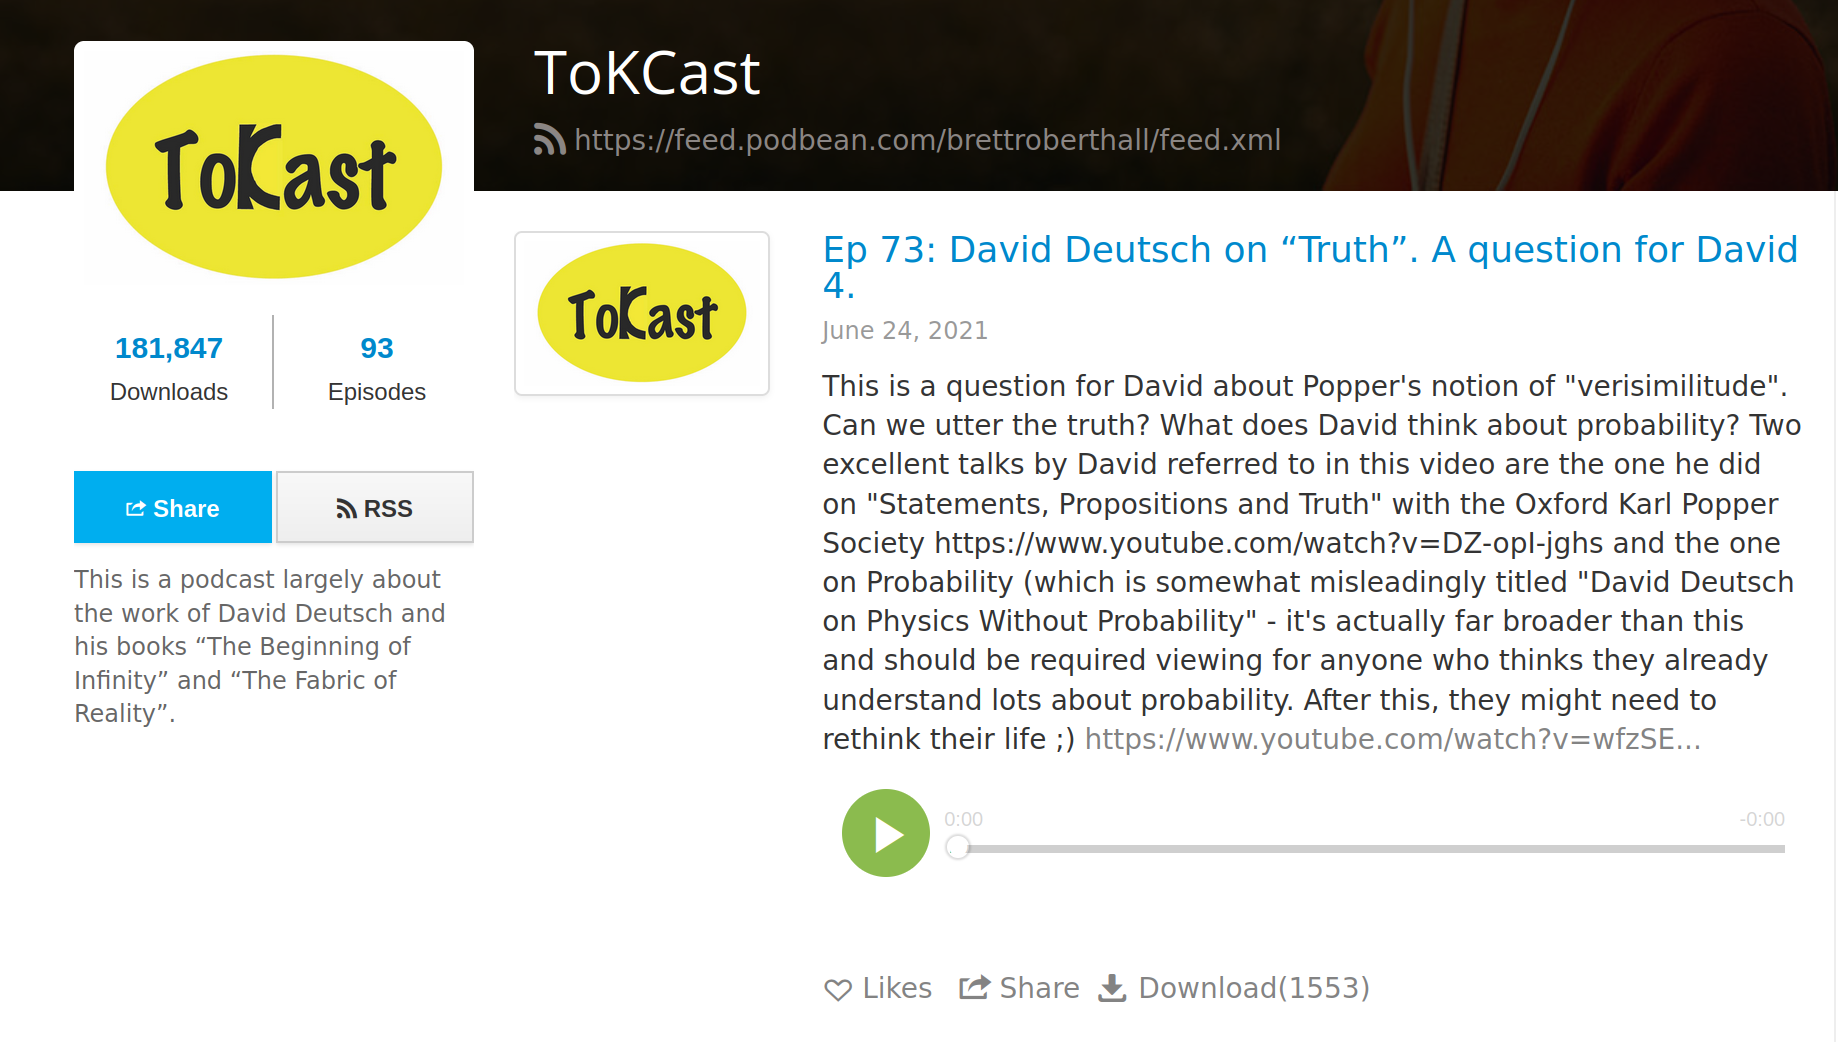 ToKCast
181,847
Downloads
93
Episodes
Share
RSS
This is a podcast largely about
the work of David Deutsch and
his books “The Beginning of
Infinity” and “The Fabric of
Reality”.
ToKCast
https://feed.podbean.com/brettroberthall/feed.xml
ToKCast
Ep 73: David Deutsch on “Truth”. A question for David
4.
June 24, 2021
This is a question for David about Popper's notion of "verisimilitude".
Can we utter the truth? What does David think about probability? Two
excellent talks by David referred to in this video are the one he did
on "Statements, Propositions and Truth" with the Oxford Karl Popper
Society https://www.youtube.com/watch?v=DZ-opI-jghs and the one
on Probability (which is somewhat misleadingly titled "David Deutsch
on Physics Without Probability" - it's actually far broader than this
and should be required viewing for anyone who thinks they already
understand lots about probability. After this, they might need to
rethink their life ;) https://www.youtube.com/watch?v=wfzSE...
0:00
-0:00
Likes
Share
Download(1553)